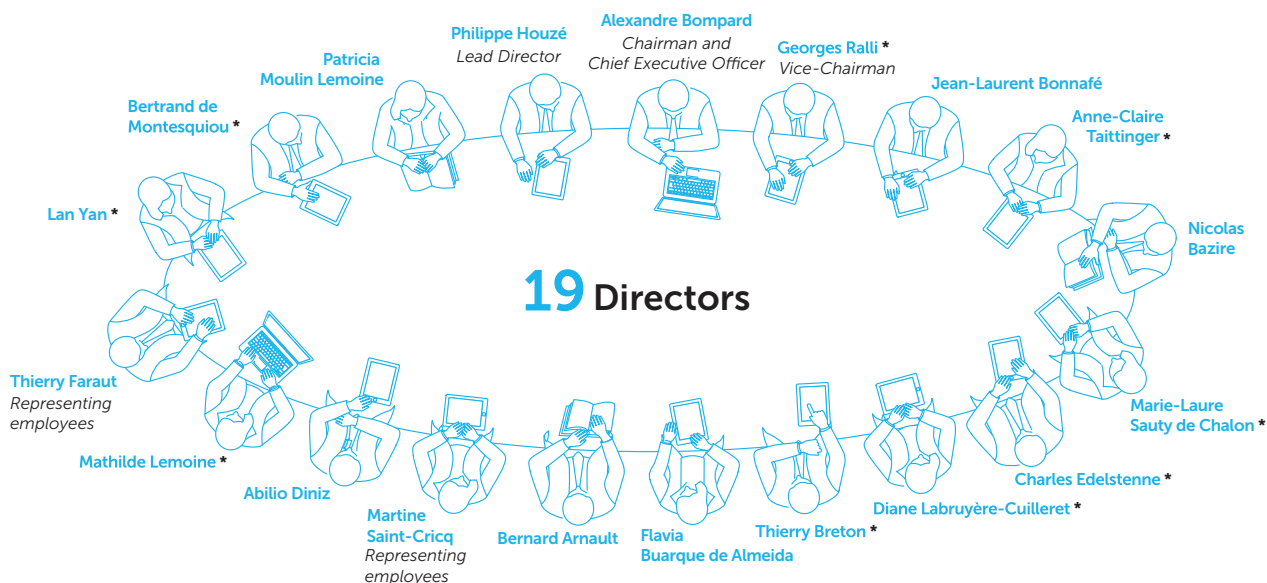 Alexandre Bompard
Chairman and
Chief Executive Officer
Philippe Houzé
Lead Director
Georges Ralli *
Vice-Chairman
Patricia
Moulin Lemoine
Jean-Laurent Bonnafé
Bertrand de
Montesquiou *
Anne-Claire
Taittinger *
Lan Yan *
Nicolas
Bazire
19 Directors
Thierry Faraut
Representing
employees
Marie-Laure
Sauty de Chalon *
Mathilde Lemoine *
Charles Edelstenne *
Abilio Diniz
Diane Labruyère-Cuilleret *
Martine
Saint-Cricq
Representing
employees
Bernard Arnault
Flavia
Buarque de Almeida
Thierry Breton *